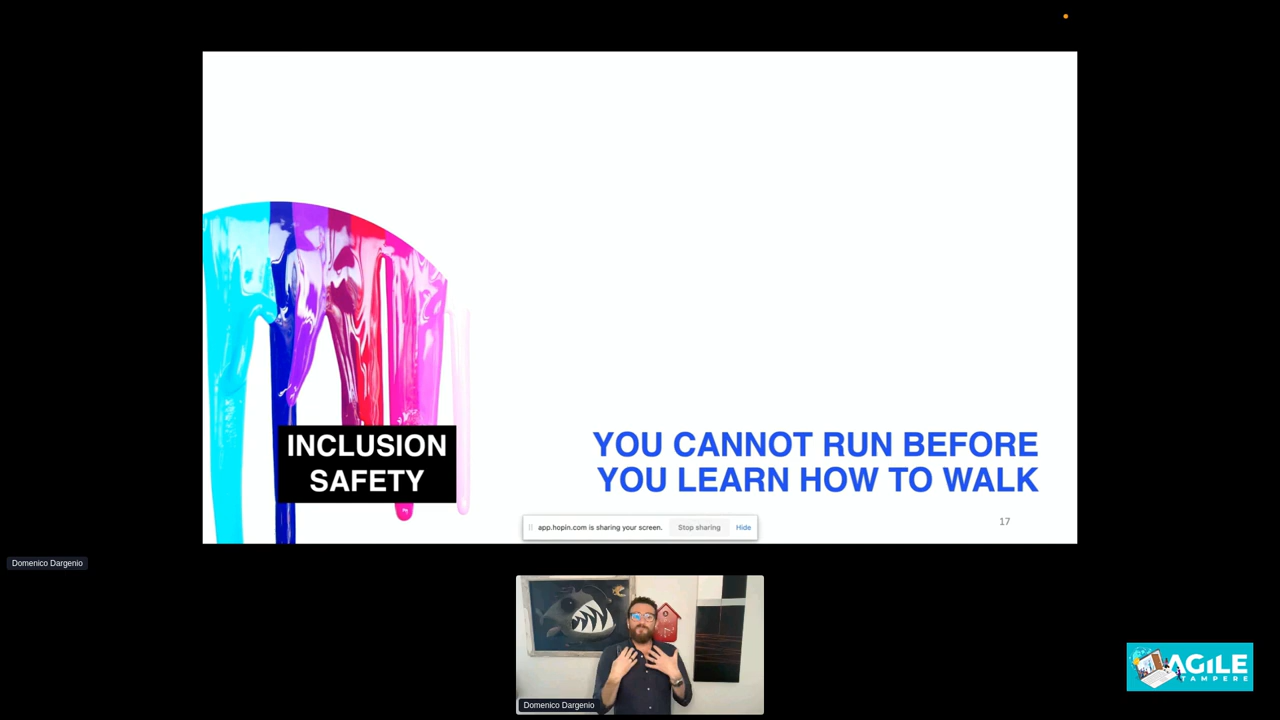 INCLUSION
SAFETY
YOU CANNOT RUN BEFORE
YOU LEARN HOW TO WALK
17
app.hopin.com is sharing your screen. Stop sharing Hide
Domenico Dargenio
Domenico Dargenio
AGILE
TAMPERE